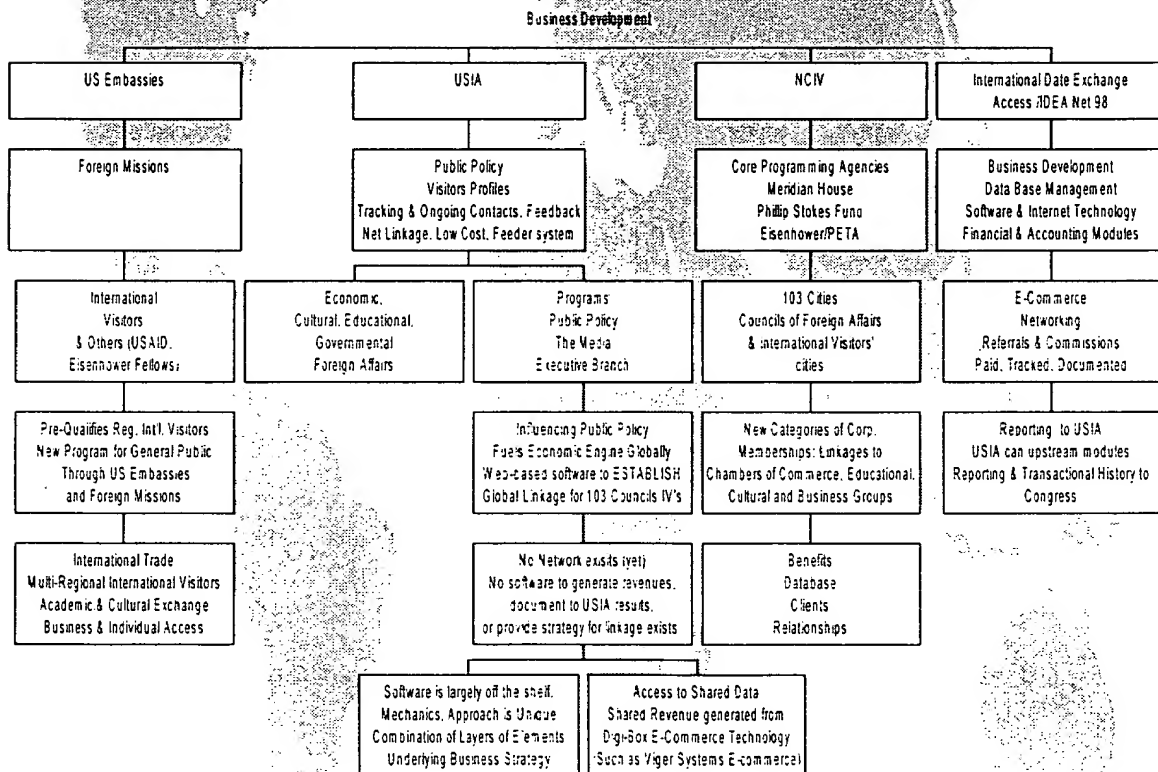 Business Development
US Embassies
USIA
NCIV
International Date Exchange
Access /IDEA Net 98
Foreign Missions
Public Policy
Visitors Profiles
Tracking & Ongoing Contacts, Feedback
Net Linkage, Low Cost, Feeder system
Core Programming Agencies
Meridian House
Phillip Stokes Fund
Eisenhower/PETA
Business Development
Data Base Management
Software & Internet Technology
Financial & Accounting Modules
International
Visitors
& Others (USAID,
Eisenhower Fellows)
Economic,
Cultural, Educational,
Governmental
Foreign Affairs
Programs
Public Policy
The Media
Executive Branch
103 Cities
Councils of Foreign Affairs
& International Visitors'
cities
E-Commerce
Networking
Referrals & Commissions
Paid, Tracked, Documented
Pre-Qualifies Reg. Int'l. Visitors
New Program for General Public
Through US Embassies
and Foreign Missions
Influencing Public Policy
Fuels Economic Engine Globally
Web-based software to ESTABLISH
Global Linkage for 103 Councils IV's
New Categories of Corp.
Memberships: Linkages to
Chambers of Commerce, Educational,
Cultural and Business Groups
Reporting to USIA
USIA can upstream modules
Reporting & Transactional History to
Congress
International Trade
Multi-Regional International Visitors
Academic & Cultural Exchange
Business & Individual Access
No Network exisits (yet)
No software to generate revenues,
document to USIA results,
or provide strategy for linkage exists
Benefits
Database
Clients
Relationships
Software is largely off the shelf.
Mechanics, Approach is Unique
Combination of Layers of Elements
Underlying Business Strategy
Access to Shared Data
Shared Revenue generated from
Digi-Box E-Commerce Technology
(Such as Viger Systems E-commerce)